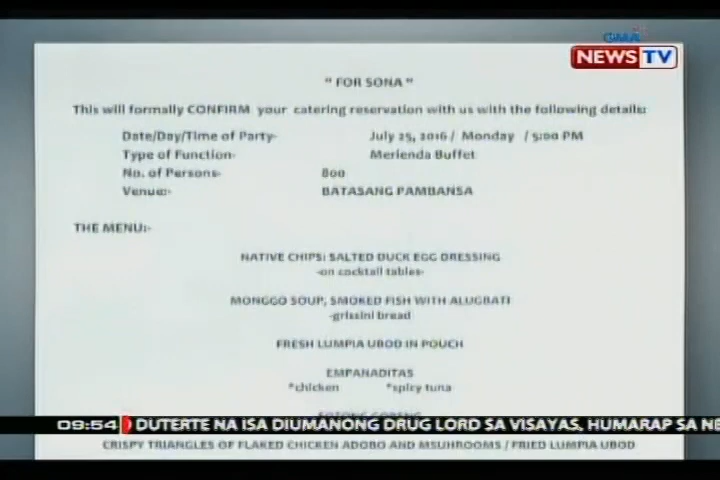 GMA
NEWS TV
" FOR SONA "
This will formally CONFIRM your catering reservation with us with the following details:
Date/Day/Time of Party- July 25, 2016 / Monday / 5:00 PM
Type of Function- Merienda Buffet
No. of Persons- 800
Venue:- BATASANG PAMBANSA
THE MENU:-
NATIVE CHIPS: SALTED DUCK EGG DRESSING
-on cocktail tables-
MONGGO SOUP, SMOKED FISH WITH ALUGBATI
-grissini bread
FRESH LUMPIA UBOD IN POUCH
EMPANADITAS
*chicken *spicy tuna
09:54 DUTERTE NA ISA DIUMANONG DRUG LORD SA VISAYAS, HUMARAP SA
CRISPY TRIANGLES OF FLAKED CHICKEN ADOBO AND MSUHROOMS / FRIED LUMPIA UBOD